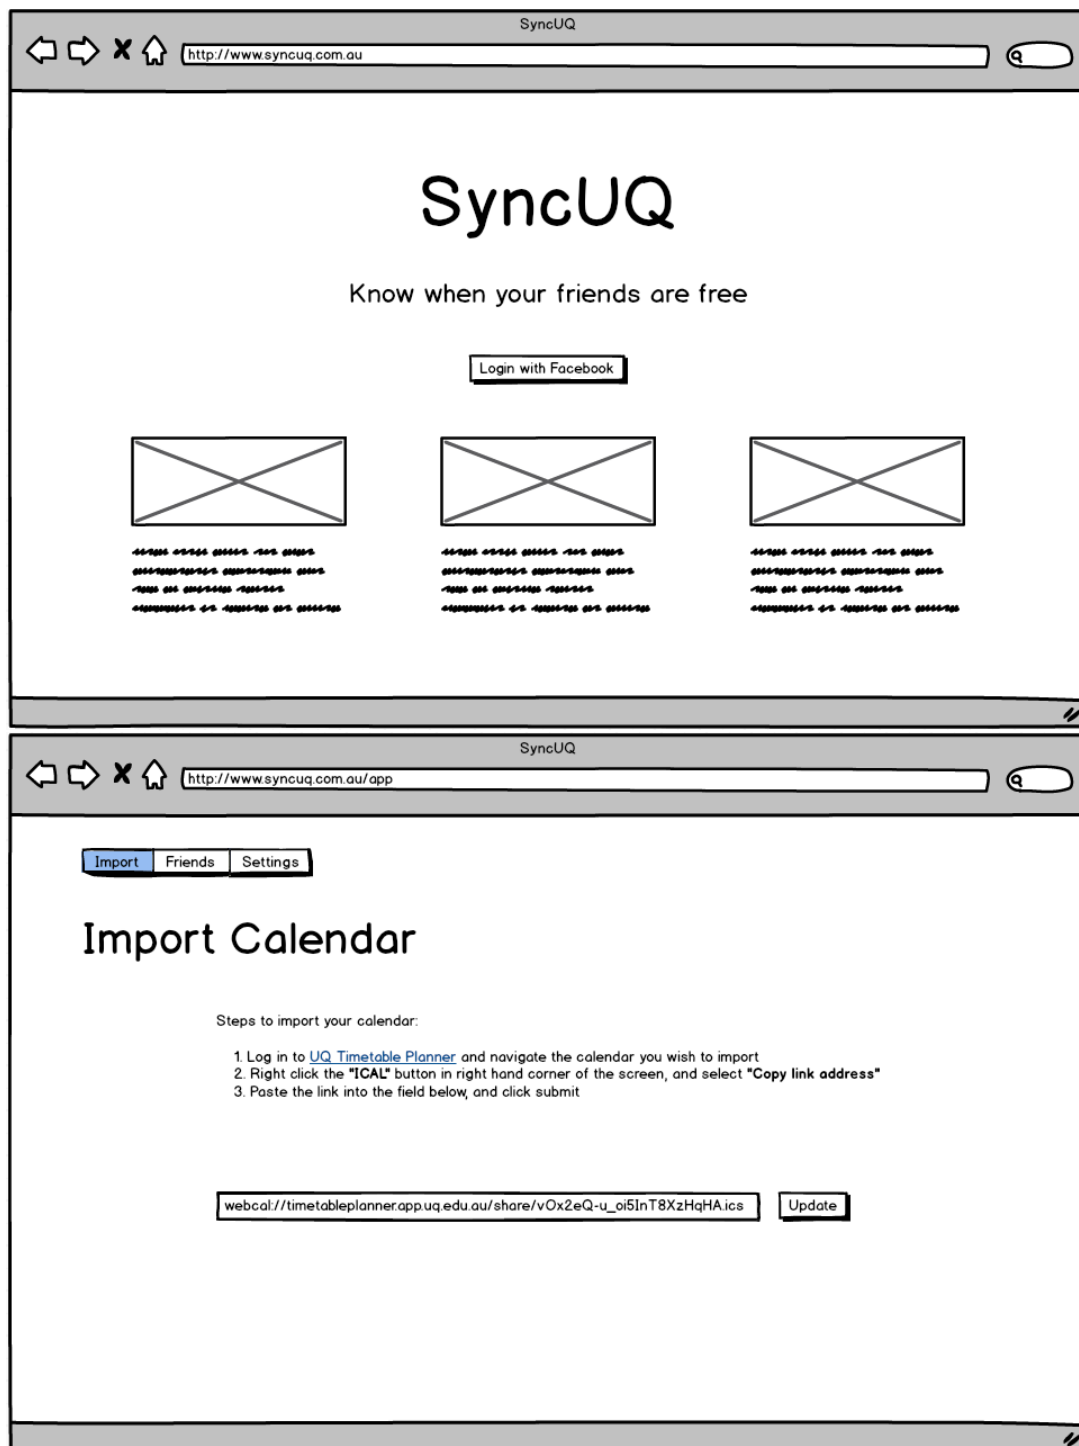 SyncUQ
http://www.syncuq.com.au
SyncUQ
Know when your friends are free
Login with Facebook
SyncUQ
http://www.syncuq.com.au/app
Import Friends Settings
Import Calendar
Steps to import your calendar:
1. Log in to UQ Timetable Planner and navigate the calendar you wish to import
2. Right click the "ICAL" button in right hand corner of the screen, and select "Copy link address"
3. Paste the link into the field below, and click submit
webcal://timetableplanner.app.uq.edu.au/share/vOx2eQ-u_oi5InT8XzHqHA.ics Update